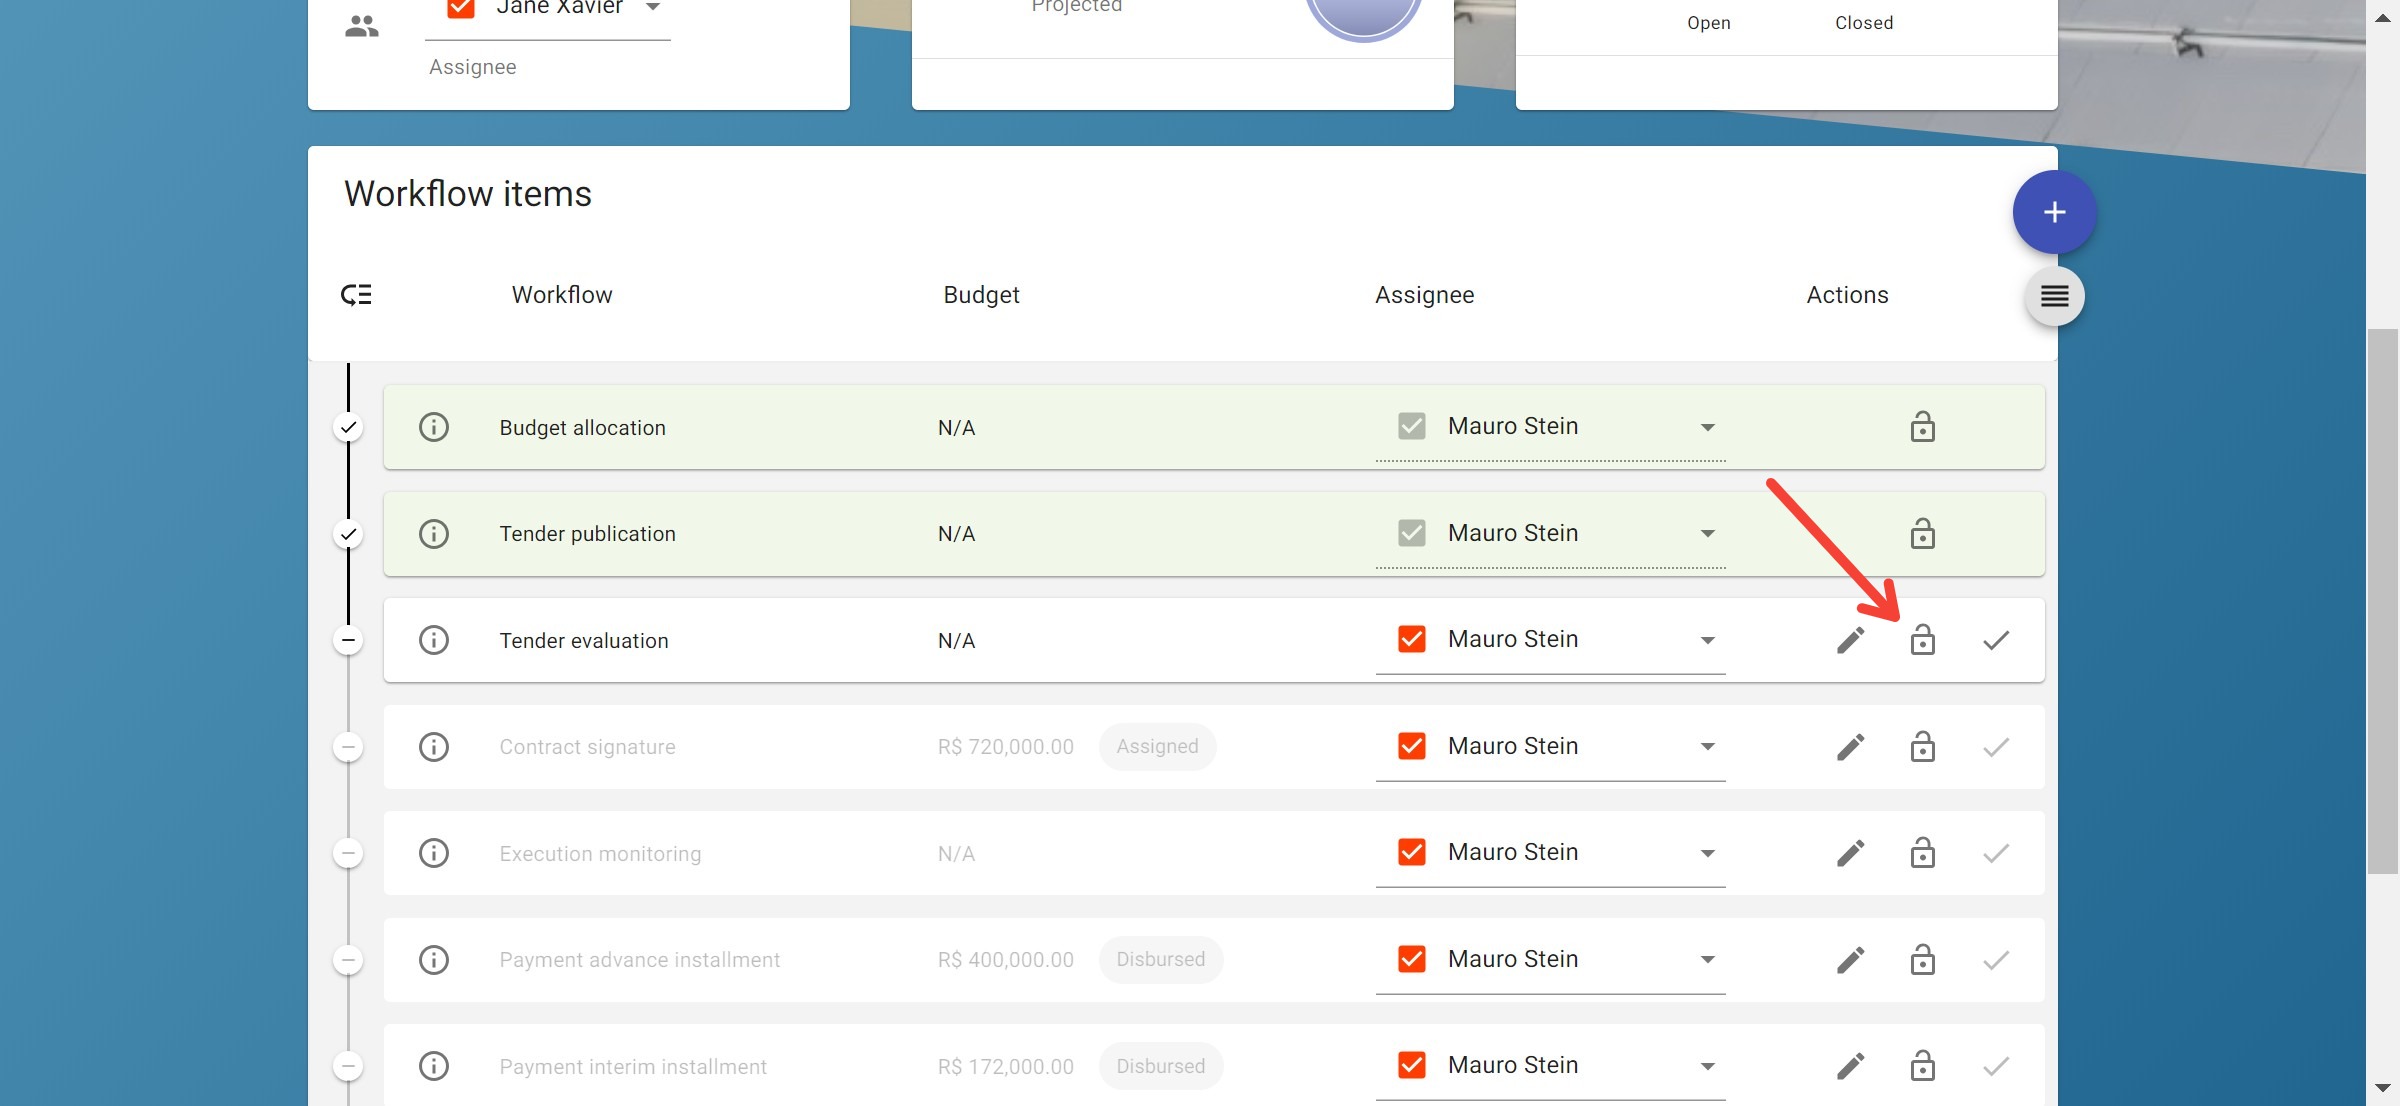 Jane Xavier
Assignee
Projected
Open Closed
Workflow items
Workflow Budget Assignee Actions
Budget allocation N/A Mauro Stein
Tender publication N/A Mauro Stein
Tender evaluation N/A Mauro Stein
Contract signature R$ 720,000.00 Assigned Mauro Stein
Execution monitoring N/A Mauro Stein
Payment advance installment R$ 400,000.00 Disbursed Mauro Stein
Payment interim installment R$ 172,000.00 Disbursed Mauro Stein